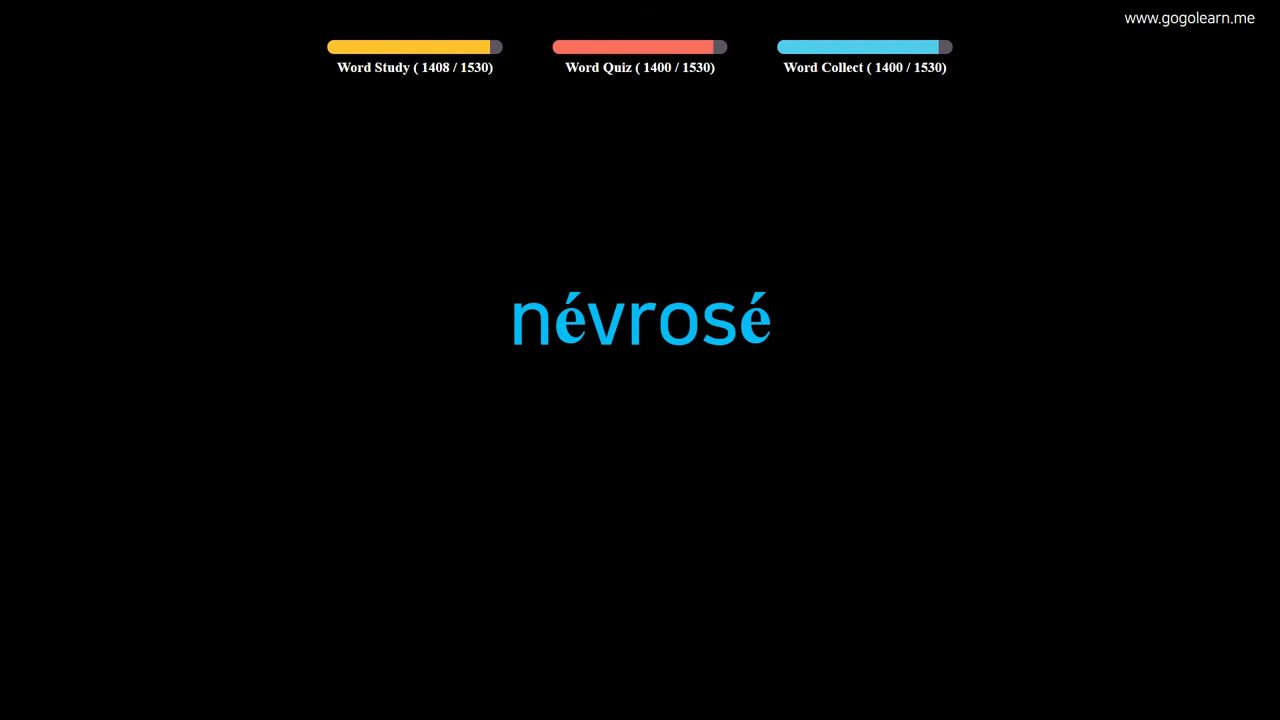 www.gogolearn.me
Word Study ( 1408 / 1530)
Word Quiz ( 1400 / 1530)
Word Collect ( 1400 / 1530)
névrosé